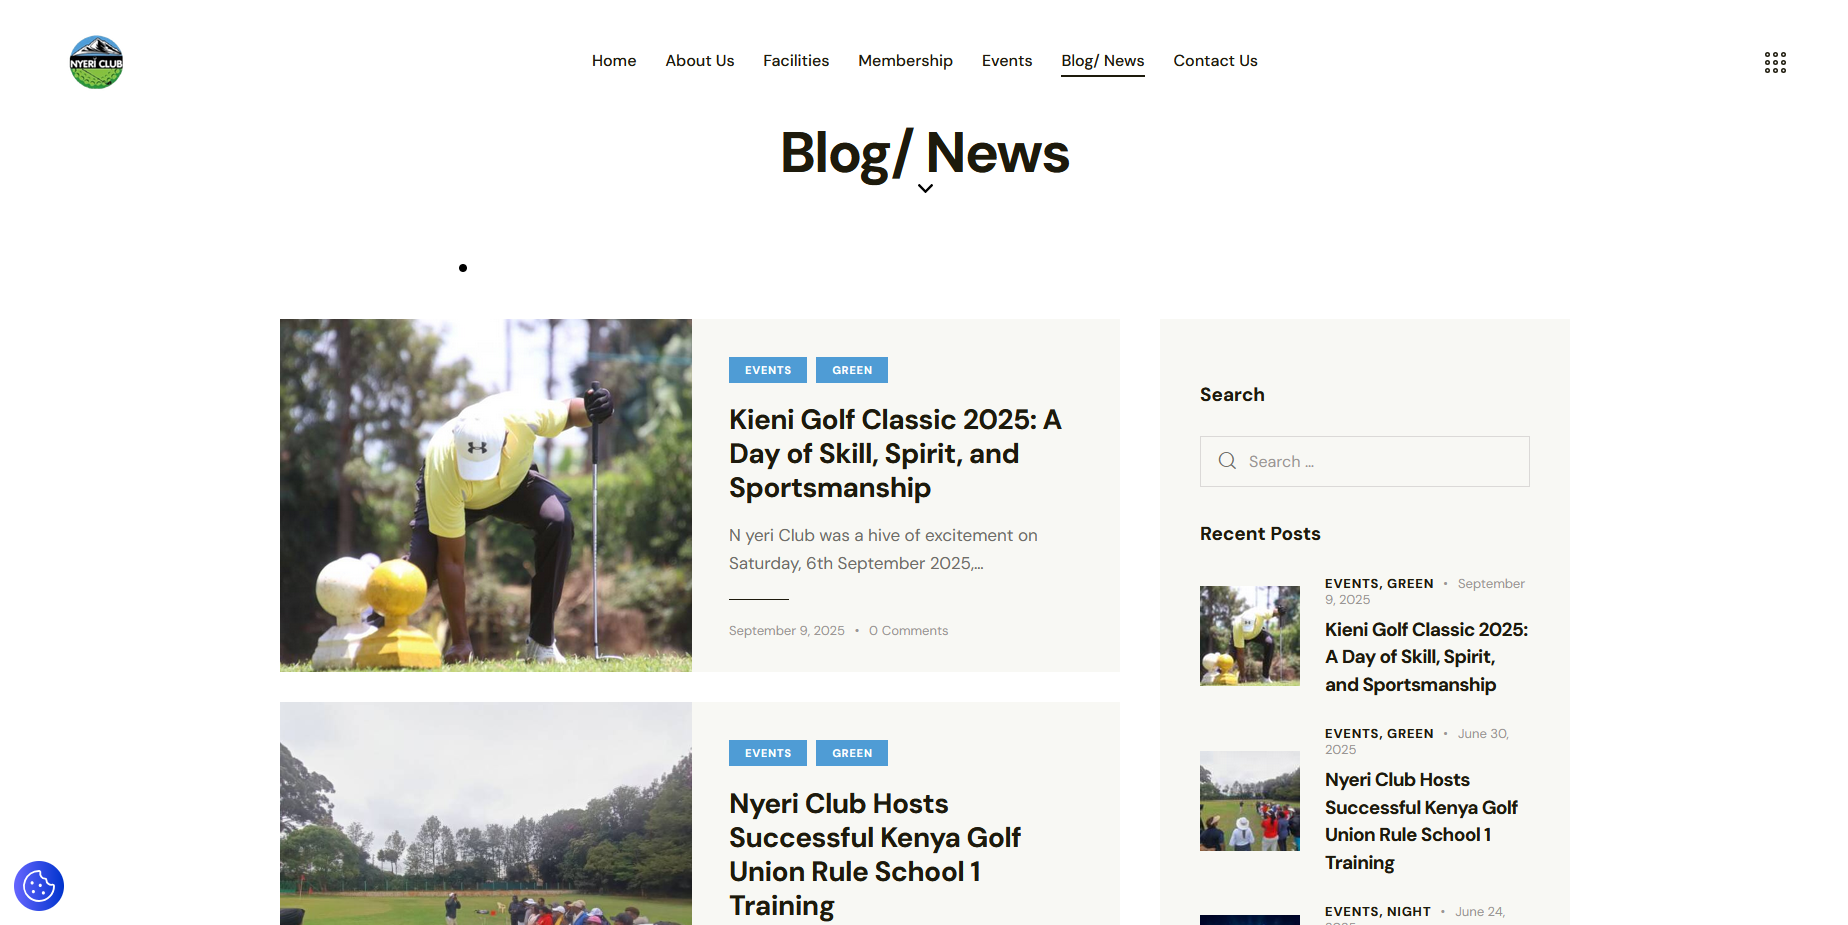 NYERI CLUB
Home
About Us
Facilities
Membership
Events
Blog/ News
Contact Us
Blog/ News
EVENTS
GREEN
Kieni Golf Classic 2025: A
Day of Skill, Spirit, and
Sportsmanship
N yeri Club was a hive of excitement on
Saturday, 6th September 2025,...
September 9, 2025 • 0 Comments
EVENTS
GREEN
Nyeri Club Hosts
Successful Kenya Golf
Union Rule School 1
Training
Search
Search ...
Recent Posts
EVENTS, GREEN • September
9, 2025
Kieni Golf Classic 2025:
A Day of Skill, Spirit,
and Sportsmanship
EVENTS, GREEN • June 30,
2025
Nyeri Club Hosts
Successful Kenya Golf
Union Rule School 1
Training
EVENTS, NIGHT • June 24,